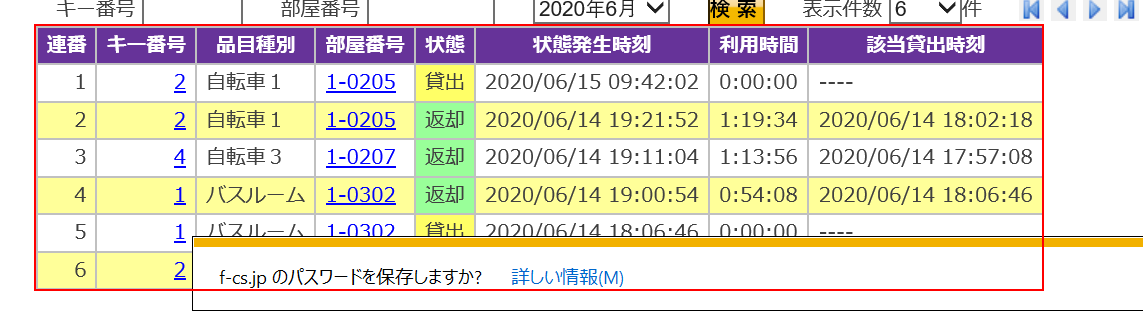 キー番号 部屋番号 2020年6月 検 索 表示件数 6 件
連番 キー番号 品目種別 部屋番号 状態 状態発生時刻 利用時間 該当貸出時刻
1 2 自転車１ 1-0205 貸出 2020/06/15 09:42:02 0:00:00 ----
2 2 自転車１ 1-0205 返却 2020/06/14 19:21:52 1:19:34 2020/06/14 18:02:18
3 4 自転車３ 1-0207 返却 2020/06/14 19:11:04 1:13:56 2020/06/14 17:57:08
4 1 バスルーム 1-0302 返却 2020/06/14 19:00:54 0:54:08 2020/06/14 18:06:46
5 1 バスルーム 1-0302 貸出 2020/06/14 18:06:46 0:00:00 ----
6 2
f-cs.jp のパスワードを保存しますか? 詳しい情報(M)